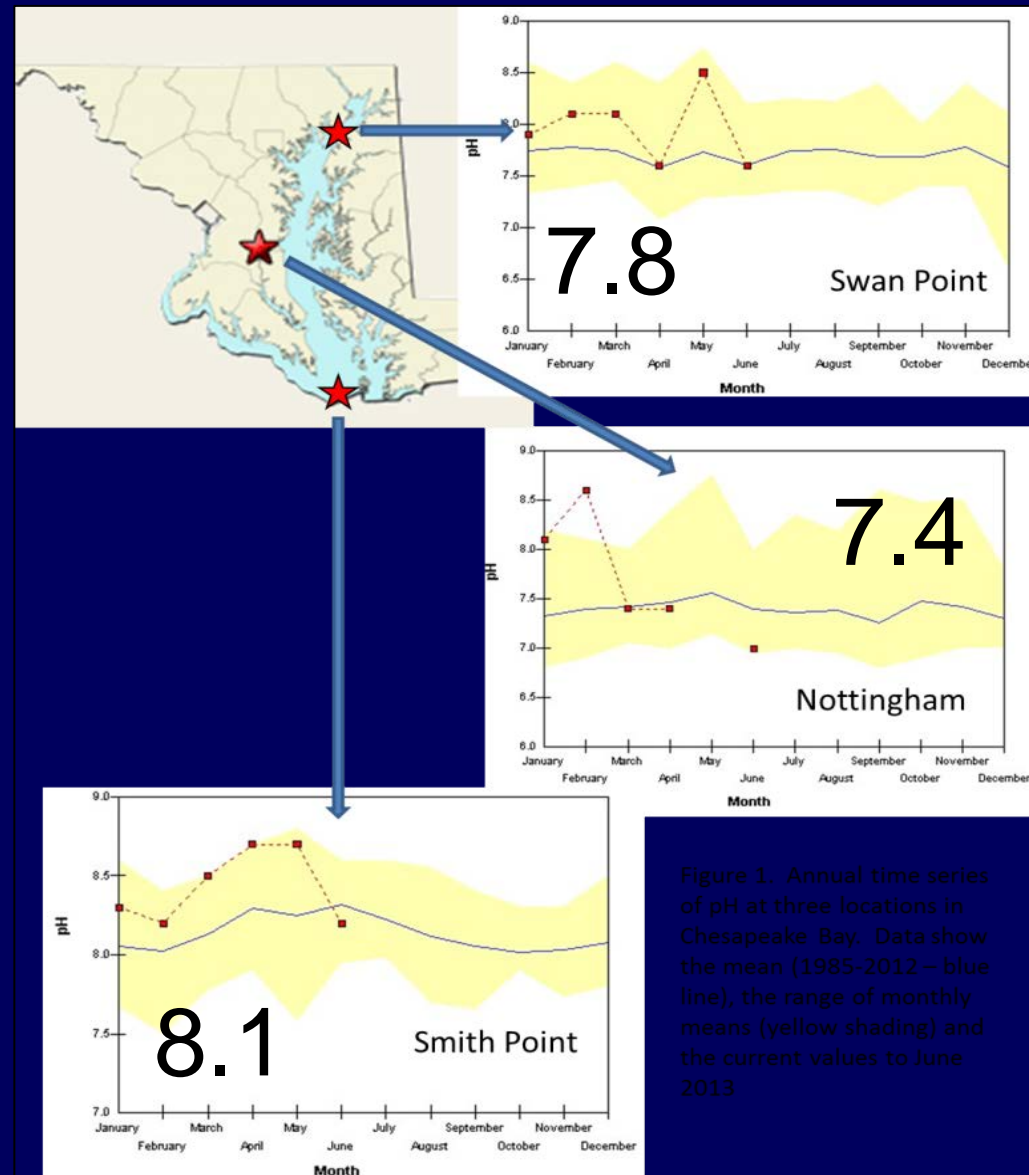 9.0
8.5
8.0
7.5
7.0
6.5
6.0
pH
7.8
Swan Point
January March May July September November
February April June August October December
Month
9.0
8.5
8.0
7.5
7.0
6.5
6.0
pH
7.4
Nottingham
January March May July September November
February April June August October December
Month
9.0
8.5
8.0
7.5
7.0
pH
8.1
Smith Point
January March May July September November
February April June August October December
Month
Figure 1. Annual time series
of pH at three locations in
Chesapeake Bay. Data show
the mean (1985-2012 – blue
line), the range of monthly
means (yellow shading) and
the current values to June
2013